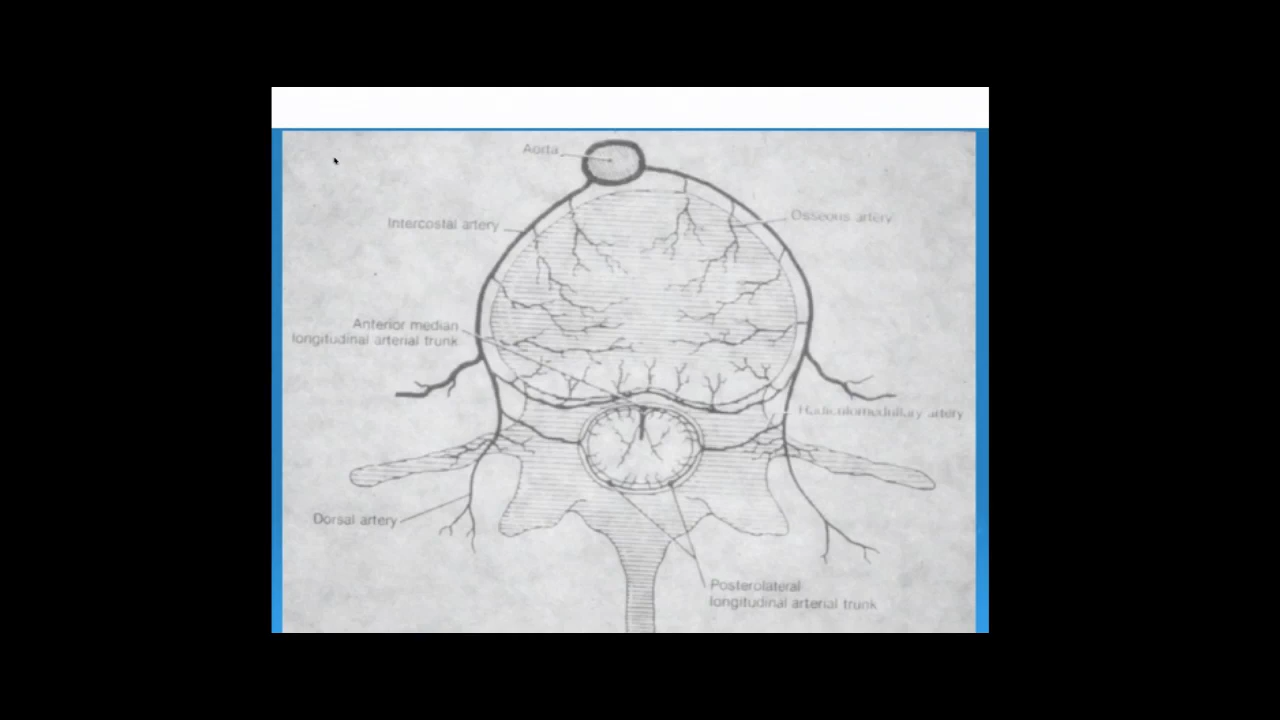 Aorta
Intercostal artery
Osseous artery
Anterior median
longitudinal arterial trunk
Radiculomedullary artery
Dorsal artery
Posterolateral
longitudinal arterial trunk